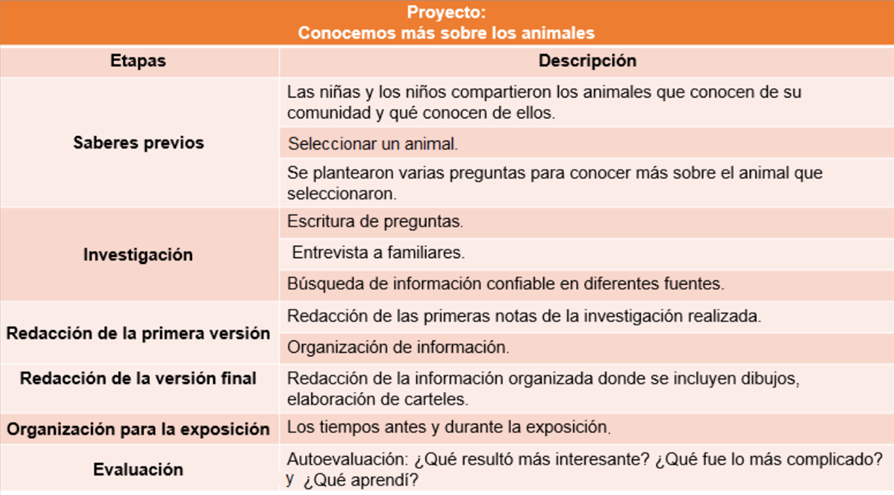 Proyecto:
Conocemos más sobre los animales
Etapas
Descripción
Saberes previos
Las niñas y los niños compartieron los animales que conocen de su
comunidad y qué conocen de ellos.
Seleccionar un animal.
Se plantearon varias preguntas para conocer más sobre el animal que
seleccionaron.
Investigación
Escritura de preguntas.
Entrevista a familiares.
Búsqueda de información confiable en diferentes fuentes.
Redacción de la primera versión
Redacción de las primeras notas de la investigación realizada.
Organización de información.
Redacción de la versión final
Redacción de la información organizada donde se incluyen dibujos,
elaboración de carteles.
Organización para la exposición
Los tiempos antes y durante la exposición.
Evaluación
Autoevaluación: ¿Qué resultó más interesante? ¿Qué fue lo más complicado?
y ¿Qué aprendí?